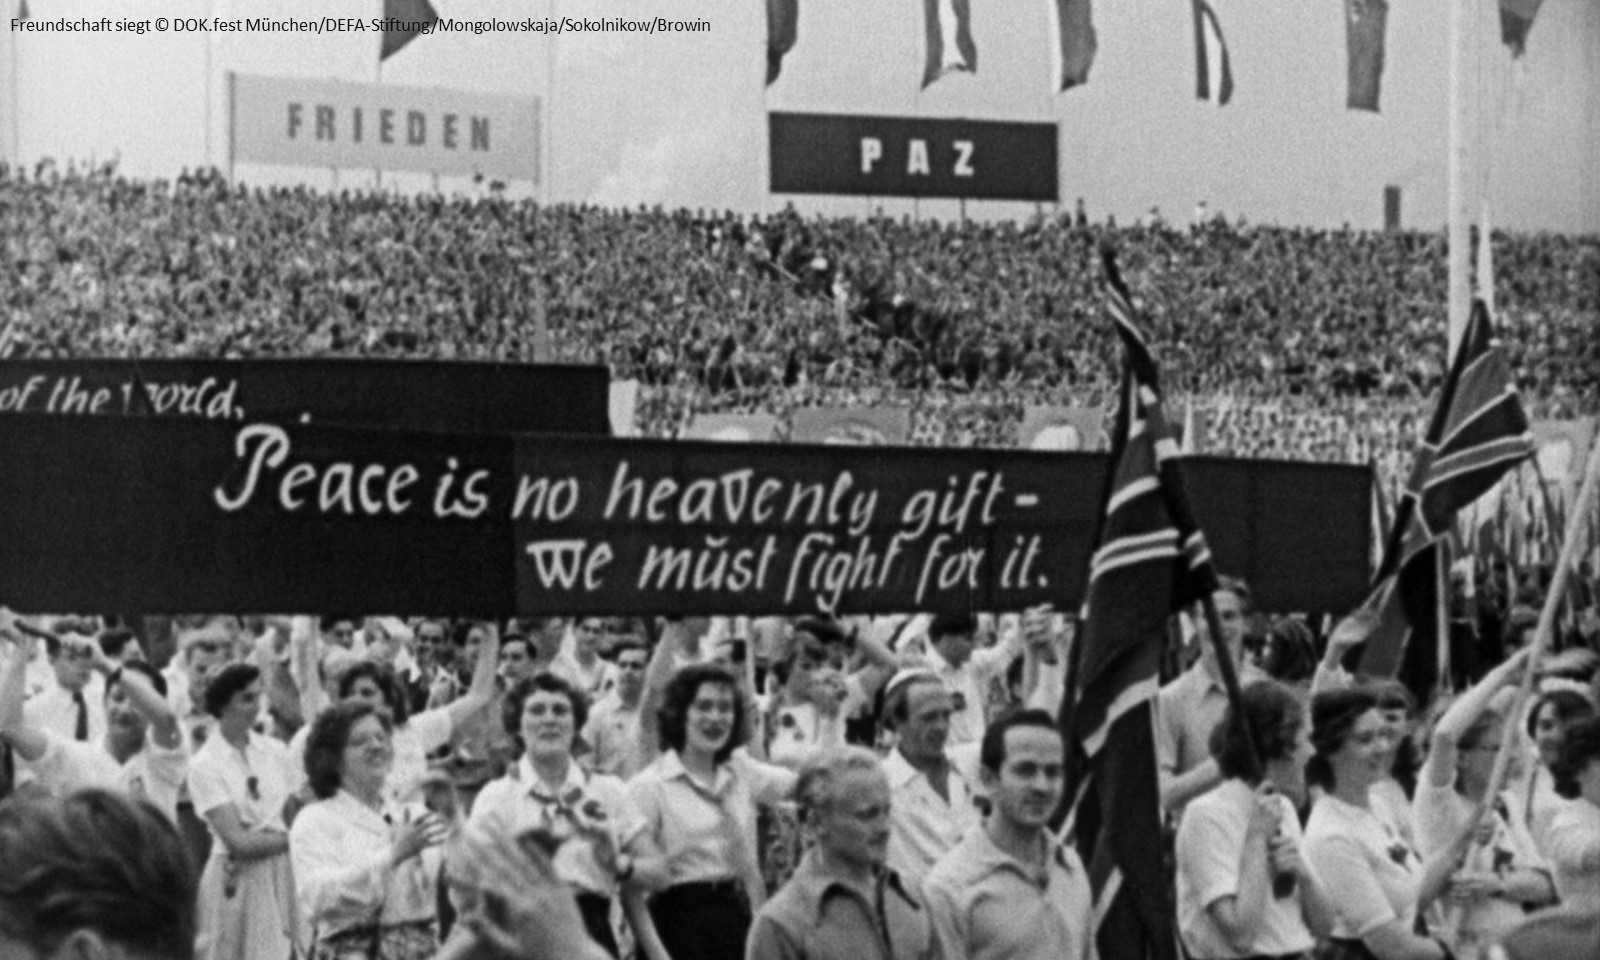 Freundschaft siegt © DOK.fest München/DEFA-Stiftung/Mongolowskaja/Sokolnikow/Browin
FRIEDEN
PAZ
of the world,
Peace is no heavenly gift -
we must fight for it.